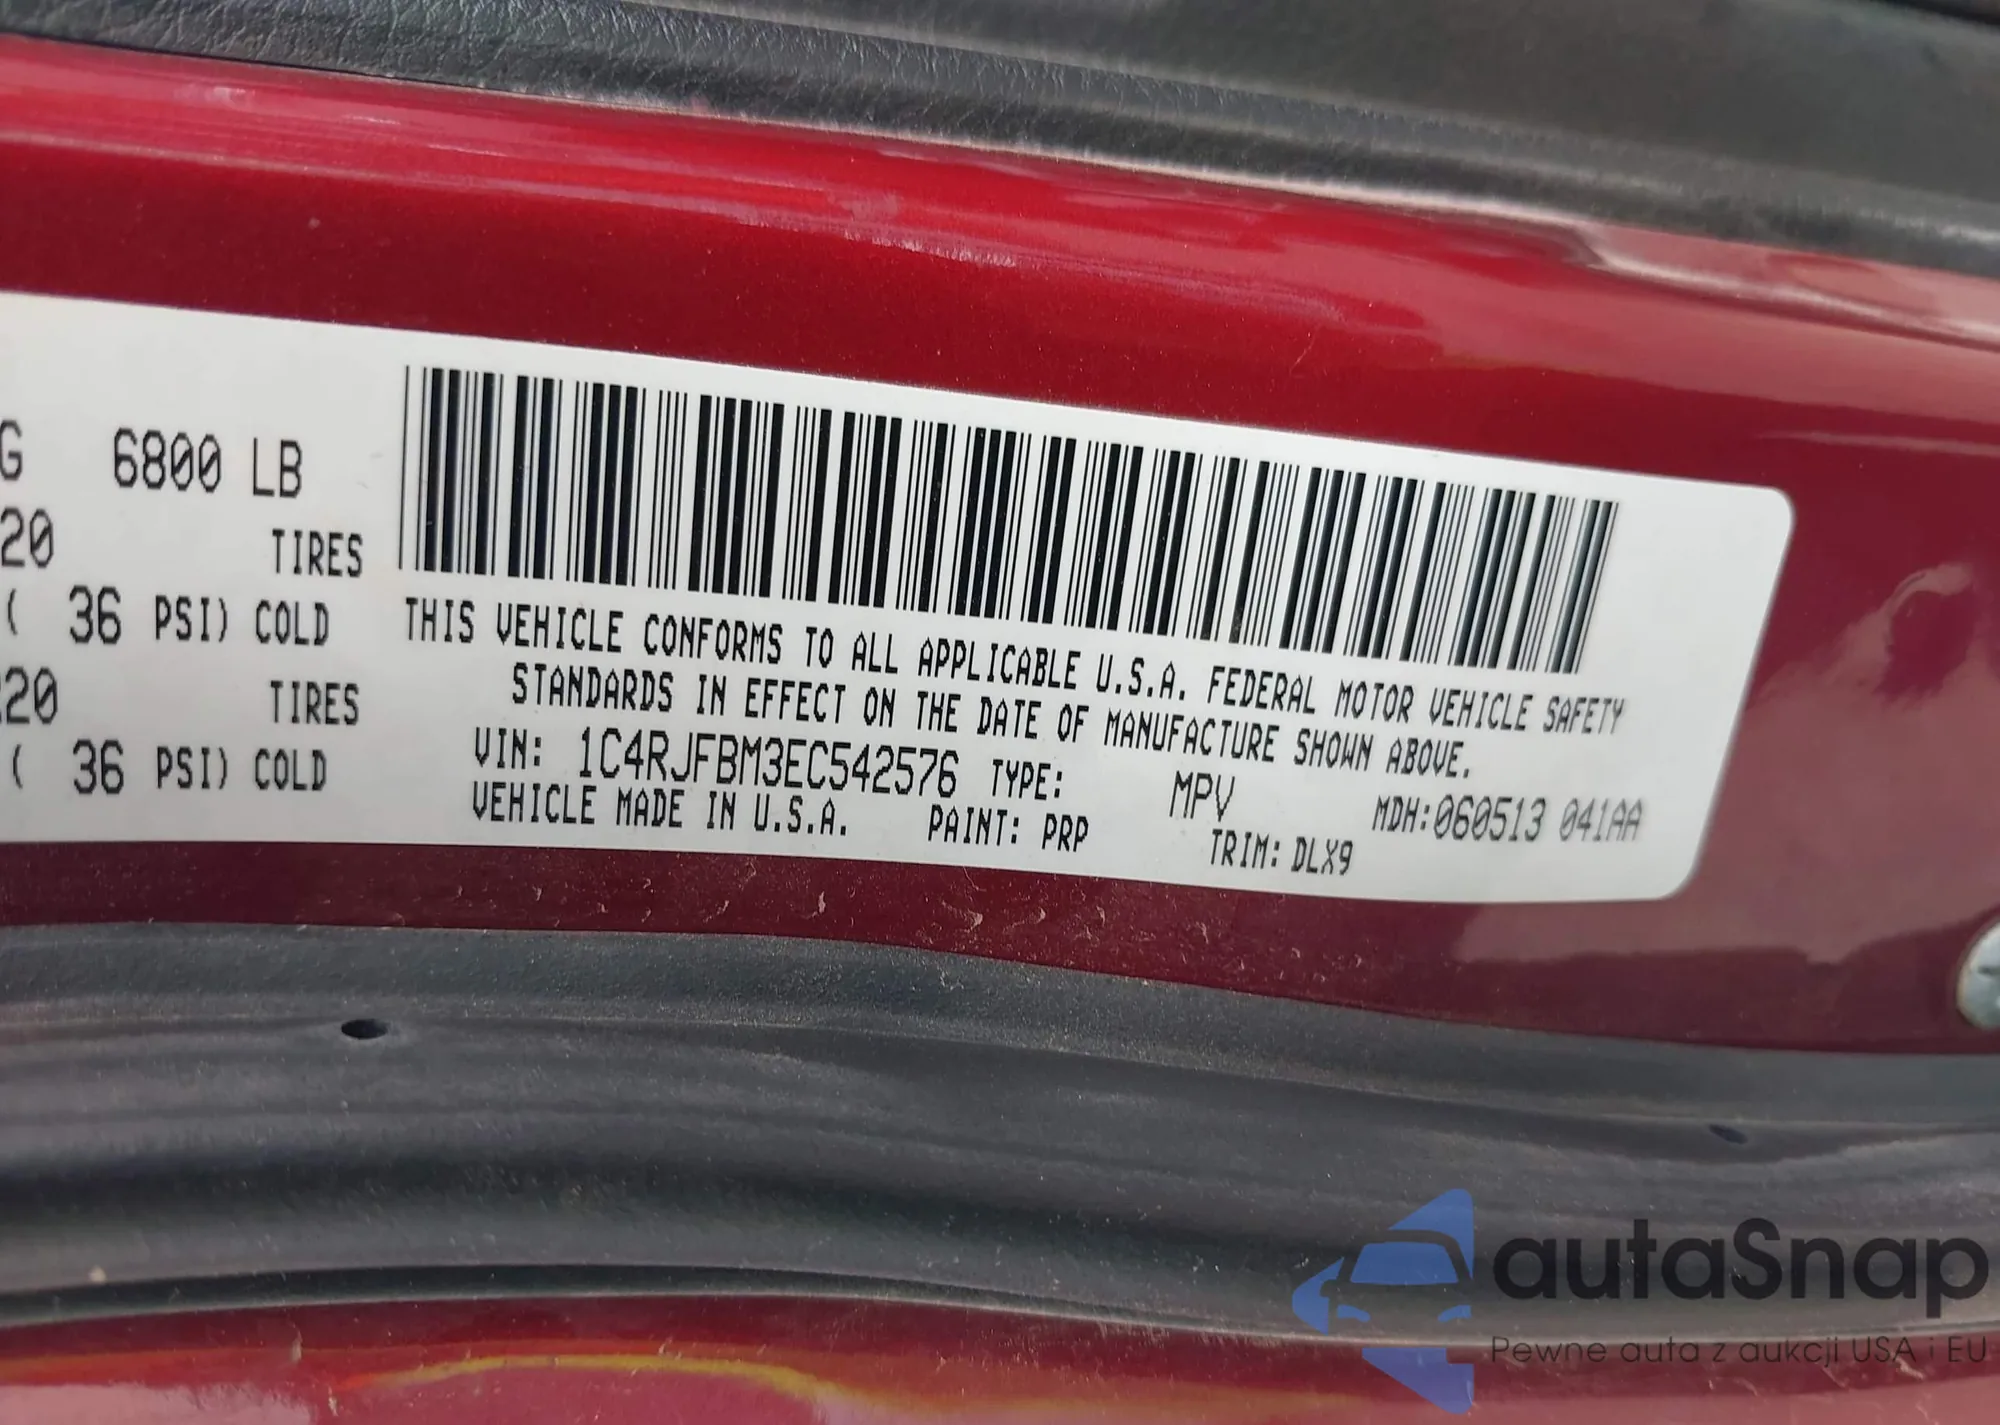 G 6800 LB
20 TIRES
( 36 PSI) COLD
20 TIRES
( 36 PSI) COLD
THIS VEHICLE CONFORMS TO ALL APPLICABLE U.S.A. FEDERAL MOTOR VEHICLE SAFETY
STANDARDS IN EFFECT ON THE DATE OF MANUFACTURE SHOWN ABOVE.
VIN: 1C4RJFBM3EC542576 TYPE: MPV MDH:060513 041AA
VEHICLE MADE IN U.S.A. PAINT: PRP TRIM: DLX9
autaSnap
Pewne auta z aukcji USA i EU